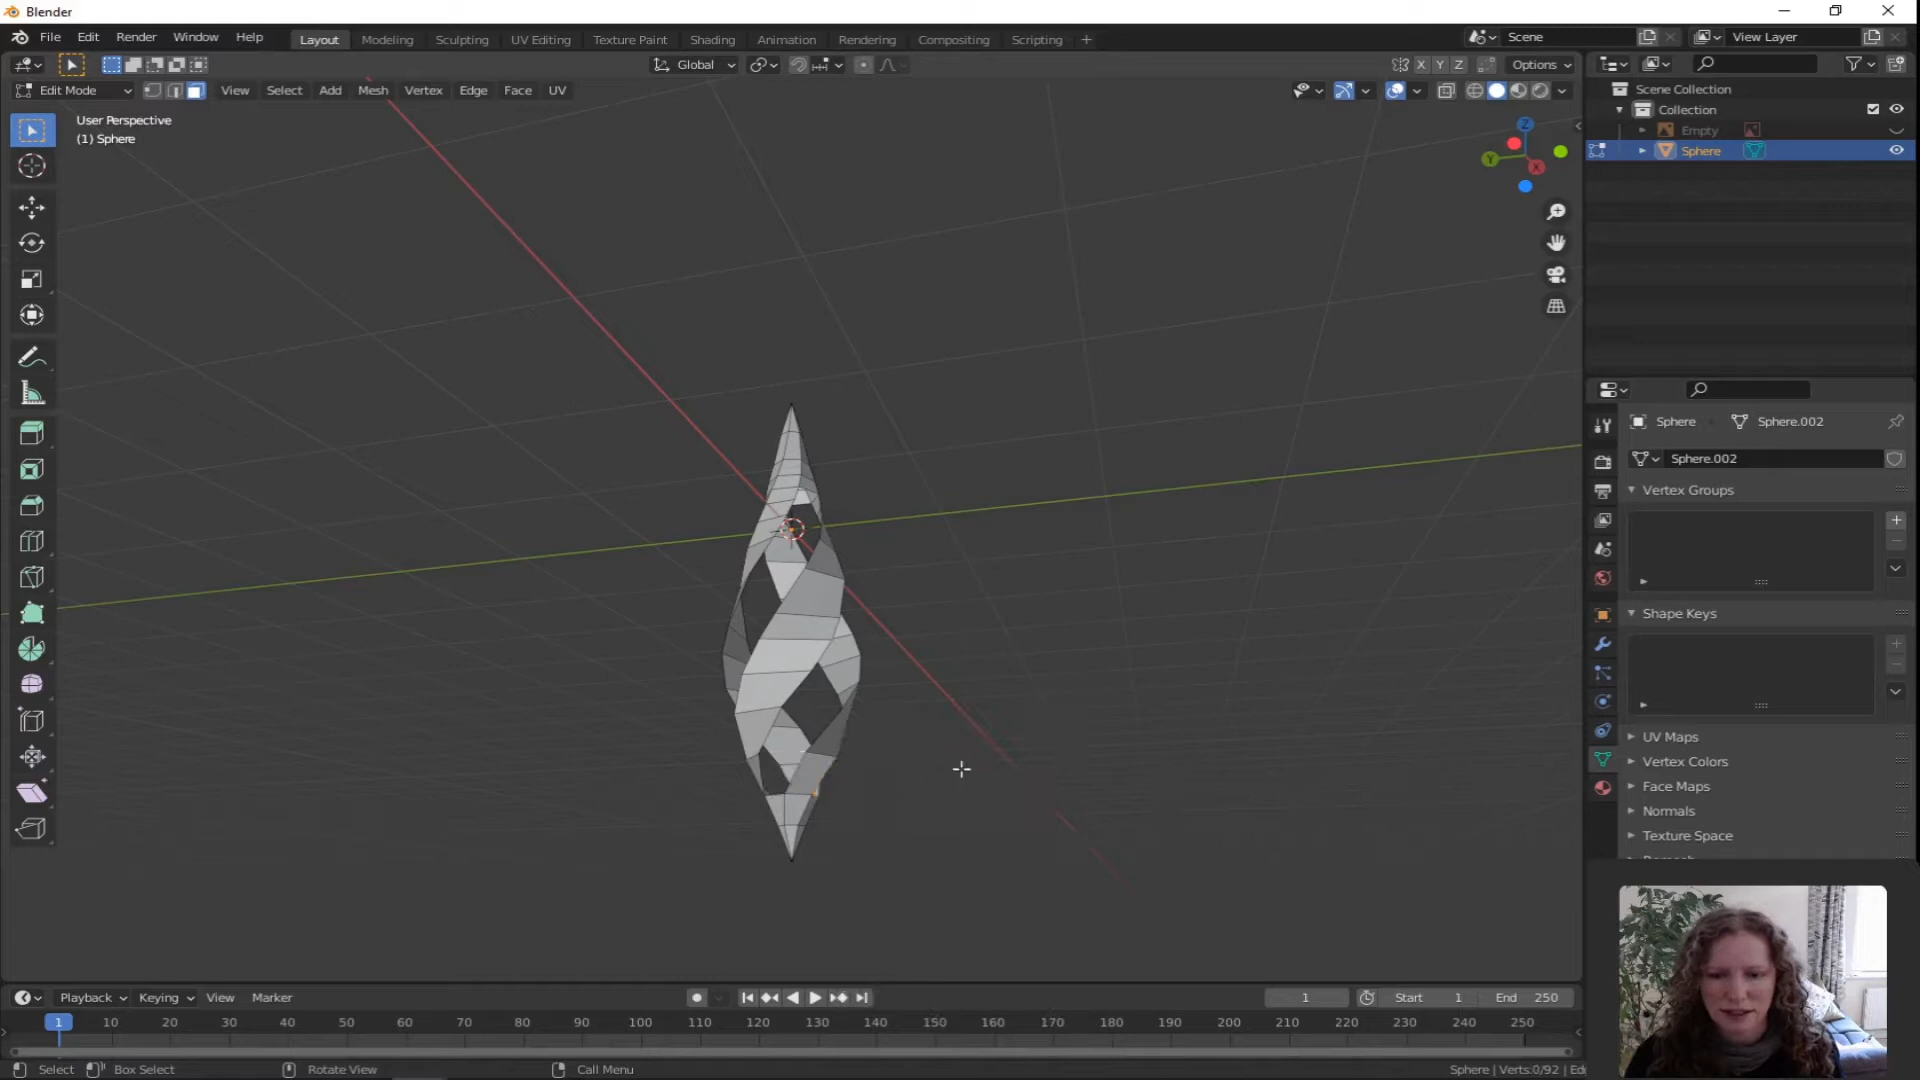 Blender
File Edit Render Window Help
Layout Modeling Sculpting UV Editing Texture Paint Shading Animation Rendering Compositing Scripting +
Scene
View Layer
Global
X Y Z
Options
Edit Mode
View Select Add Mesh Vertex Edge Face UV
User Perspective
(1) Sphere
Z
Y
X
Scene Collection
Collection
Empty
Sphere
Sphere
Sphere.002
Sphere.002
Vertex Groups
Shape Keys
UV Maps
Vertex Colors
Face Maps
Normals
Texture Space
Playback Keying View Marker
1
Start 1
End 250
1 10 20 30 40 50 60 70 80 90 100 110 120 130 140 150 160 170 180 190 200 210 220 230 240 250
Select Box Select Rotate View Call Menu
Sphere | Verts:0/92 |